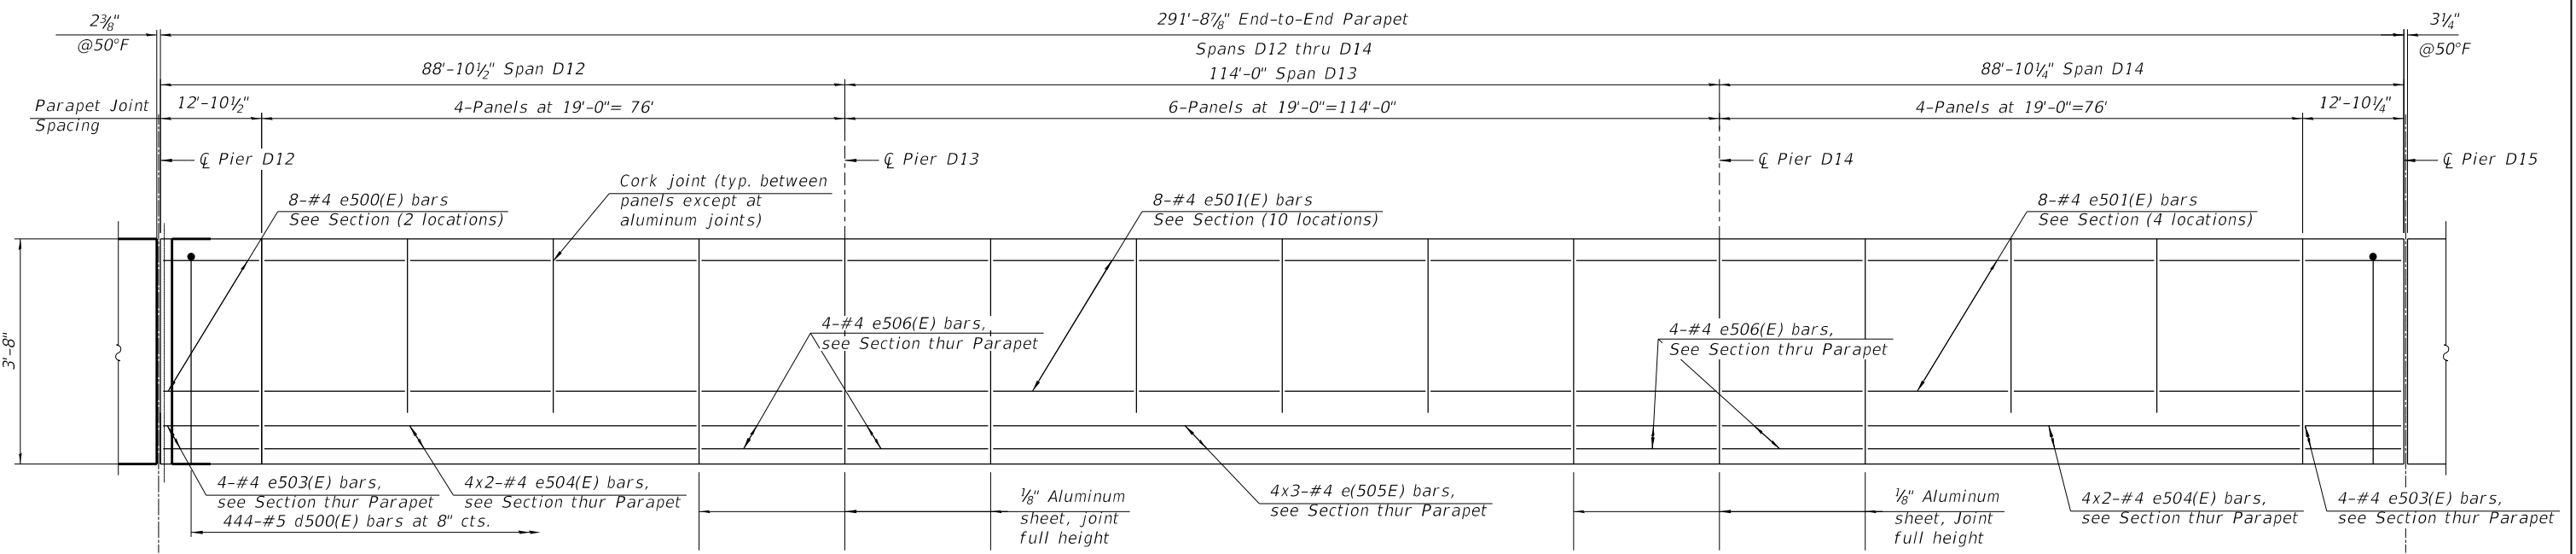 2⅜"
@50°F
291'-8⅞" End-to-End Parapet
Spans D12 thru D14
3¼"
@50°F
88'-10½" Span D12
114'-0" Span D13
88'-10¼" Span D14
Parapet Joint
Spacing
12'-10½"
4-Panels at 19'-0"= 76'
6-Panels at 19'-0"=114'-0"
4-Panels at 19'-0"=76'
12'-10¼"
℄ Pier D12
℄ Pier D13
℄ Pier D14
℄ Pier D15
8-#4 e500(E) bars
See Section (2 locations)
Cork joint (typ. between
panels except at
aluminum joints)
8-#4 e501(E) bars
See Section (10 locations)
8-#4 e501(E) bars
See Section (4 locations)
3'-8"
4-#4 e506(E) bars,
see Section thur Parapet
4-#4 e506(E) bars,
See Section thru Parapet
4-#4 e503(E) bars,
see Section thur Parapet
444-#5 d500(E) bars at 8" cts.
4x2-#4 e504(E) bars,
see Section thur Parapet
⅛" Aluminum
sheet, joint
full height
4x3-#4 e(505E) bars,
see Section thur Parapet
⅛" Aluminum
sheet, Joint
full height
4x2-#4 e504(E) bars,
see Section thur Parapet
4-#4 e503(E) bars,
see Section thur Parapet